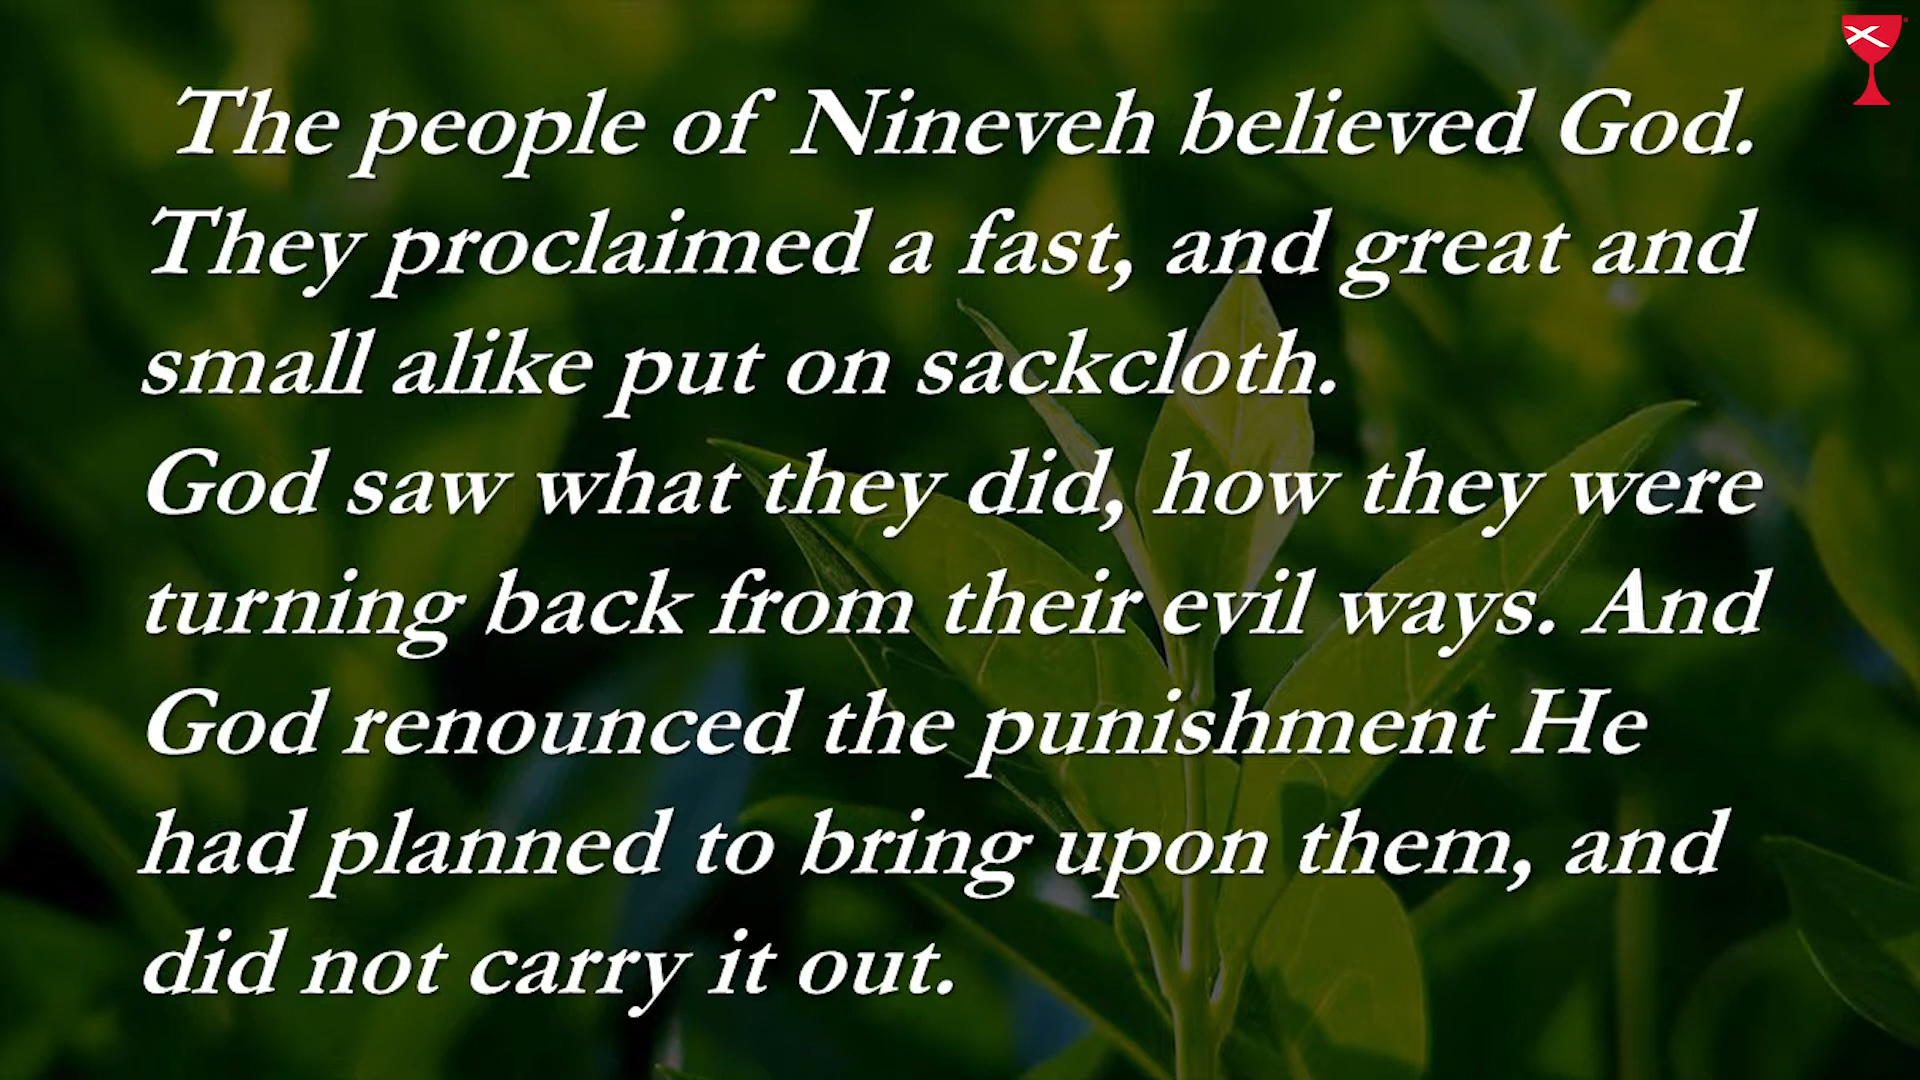 The people of Nineveh believed God.
They proclaimed a fast, and great and
small alike put on sackcloth.
God saw what they did, how they were
turning back from their evil ways. And
God renounced the punishment He
had planned to bring upon them, and
did not carry it out.